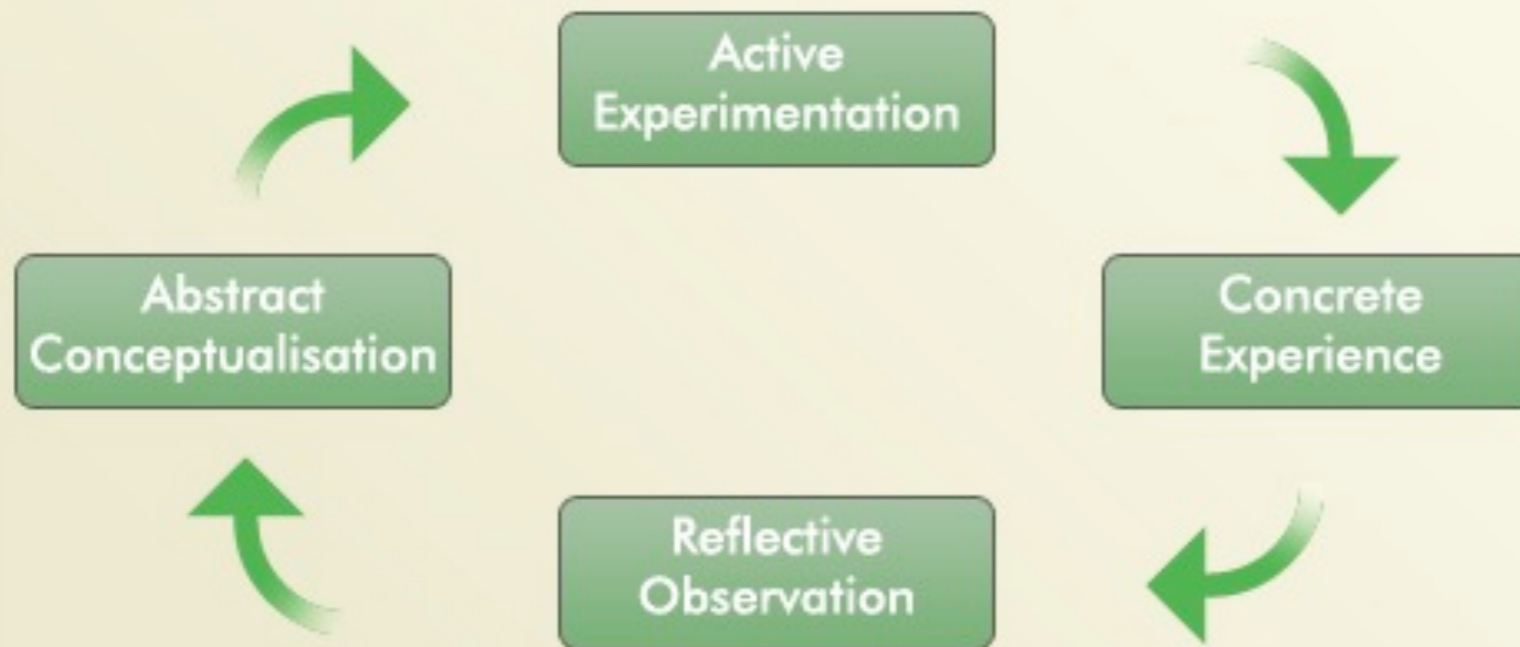 Active
Experimentation
Abstract
Conceptualisation
Concrete
Experience
Reflective
Observation